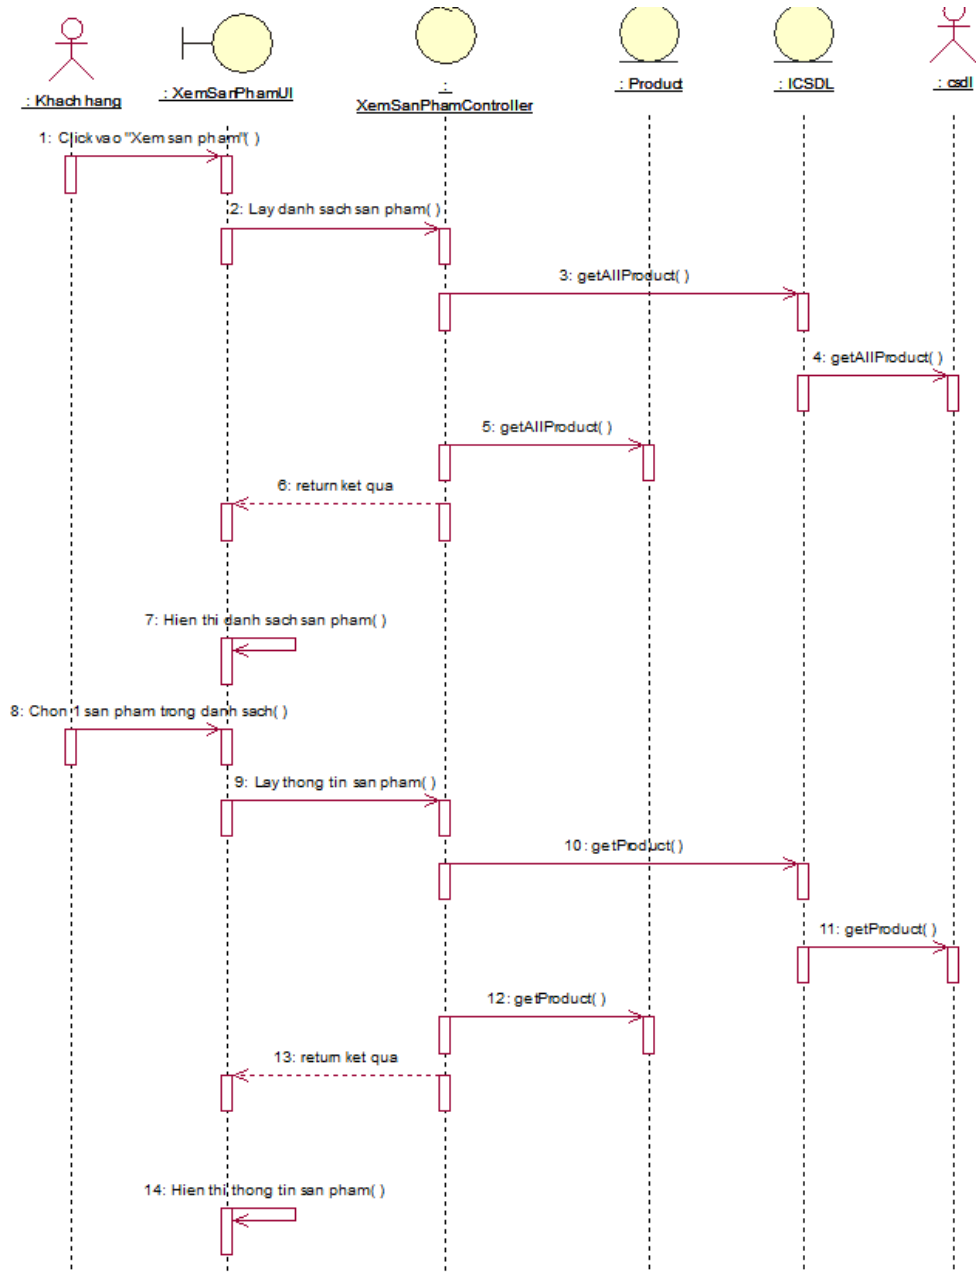 : Khach hang
: XemSanPhamUI
:
XemSanPhamController
: Product
: ICSDL
: csdl
1: Click vao "Xem san pham"( )
2: Lay danh sach san pham( )
3: getAllProduct( )
4: getAllProduct( )
5: getAllProduct( )
6: return ket qua
7: Hien thi danh sach san pham( )
8: Chon 1 san pham trong danh sach( )
9: Lay thong tin san pham( )
10: getProduct( )
11: getProduct( )
12: getProduct( )
13: return ket qua
14: Hien thi thong tin san pham( )